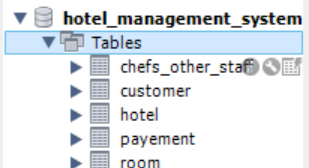 hotel_management_system
Tables
chefs_other_staff
customer
hotel
payement
room